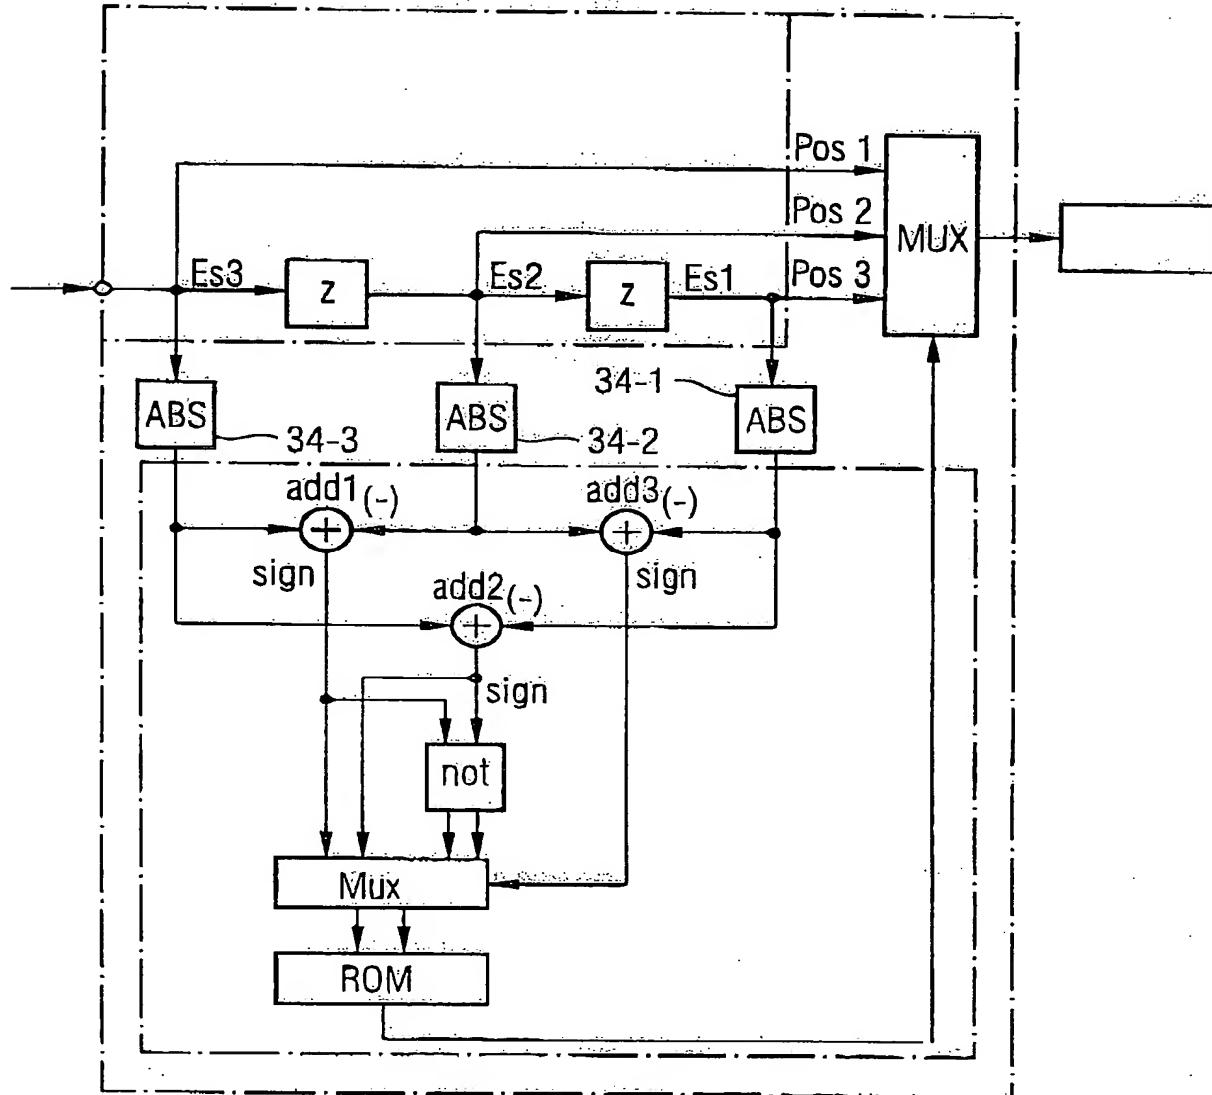 Pos 1
Pos 2
MUX
Es3
z
Es2
z
Es1
Pos 3
34-1
ABS
34-3
ABS
34-2
ABS
add1 (-)
+
add3 (-)
+
sign
sign
add2 (-)
+
sign
not
Mux
ROM